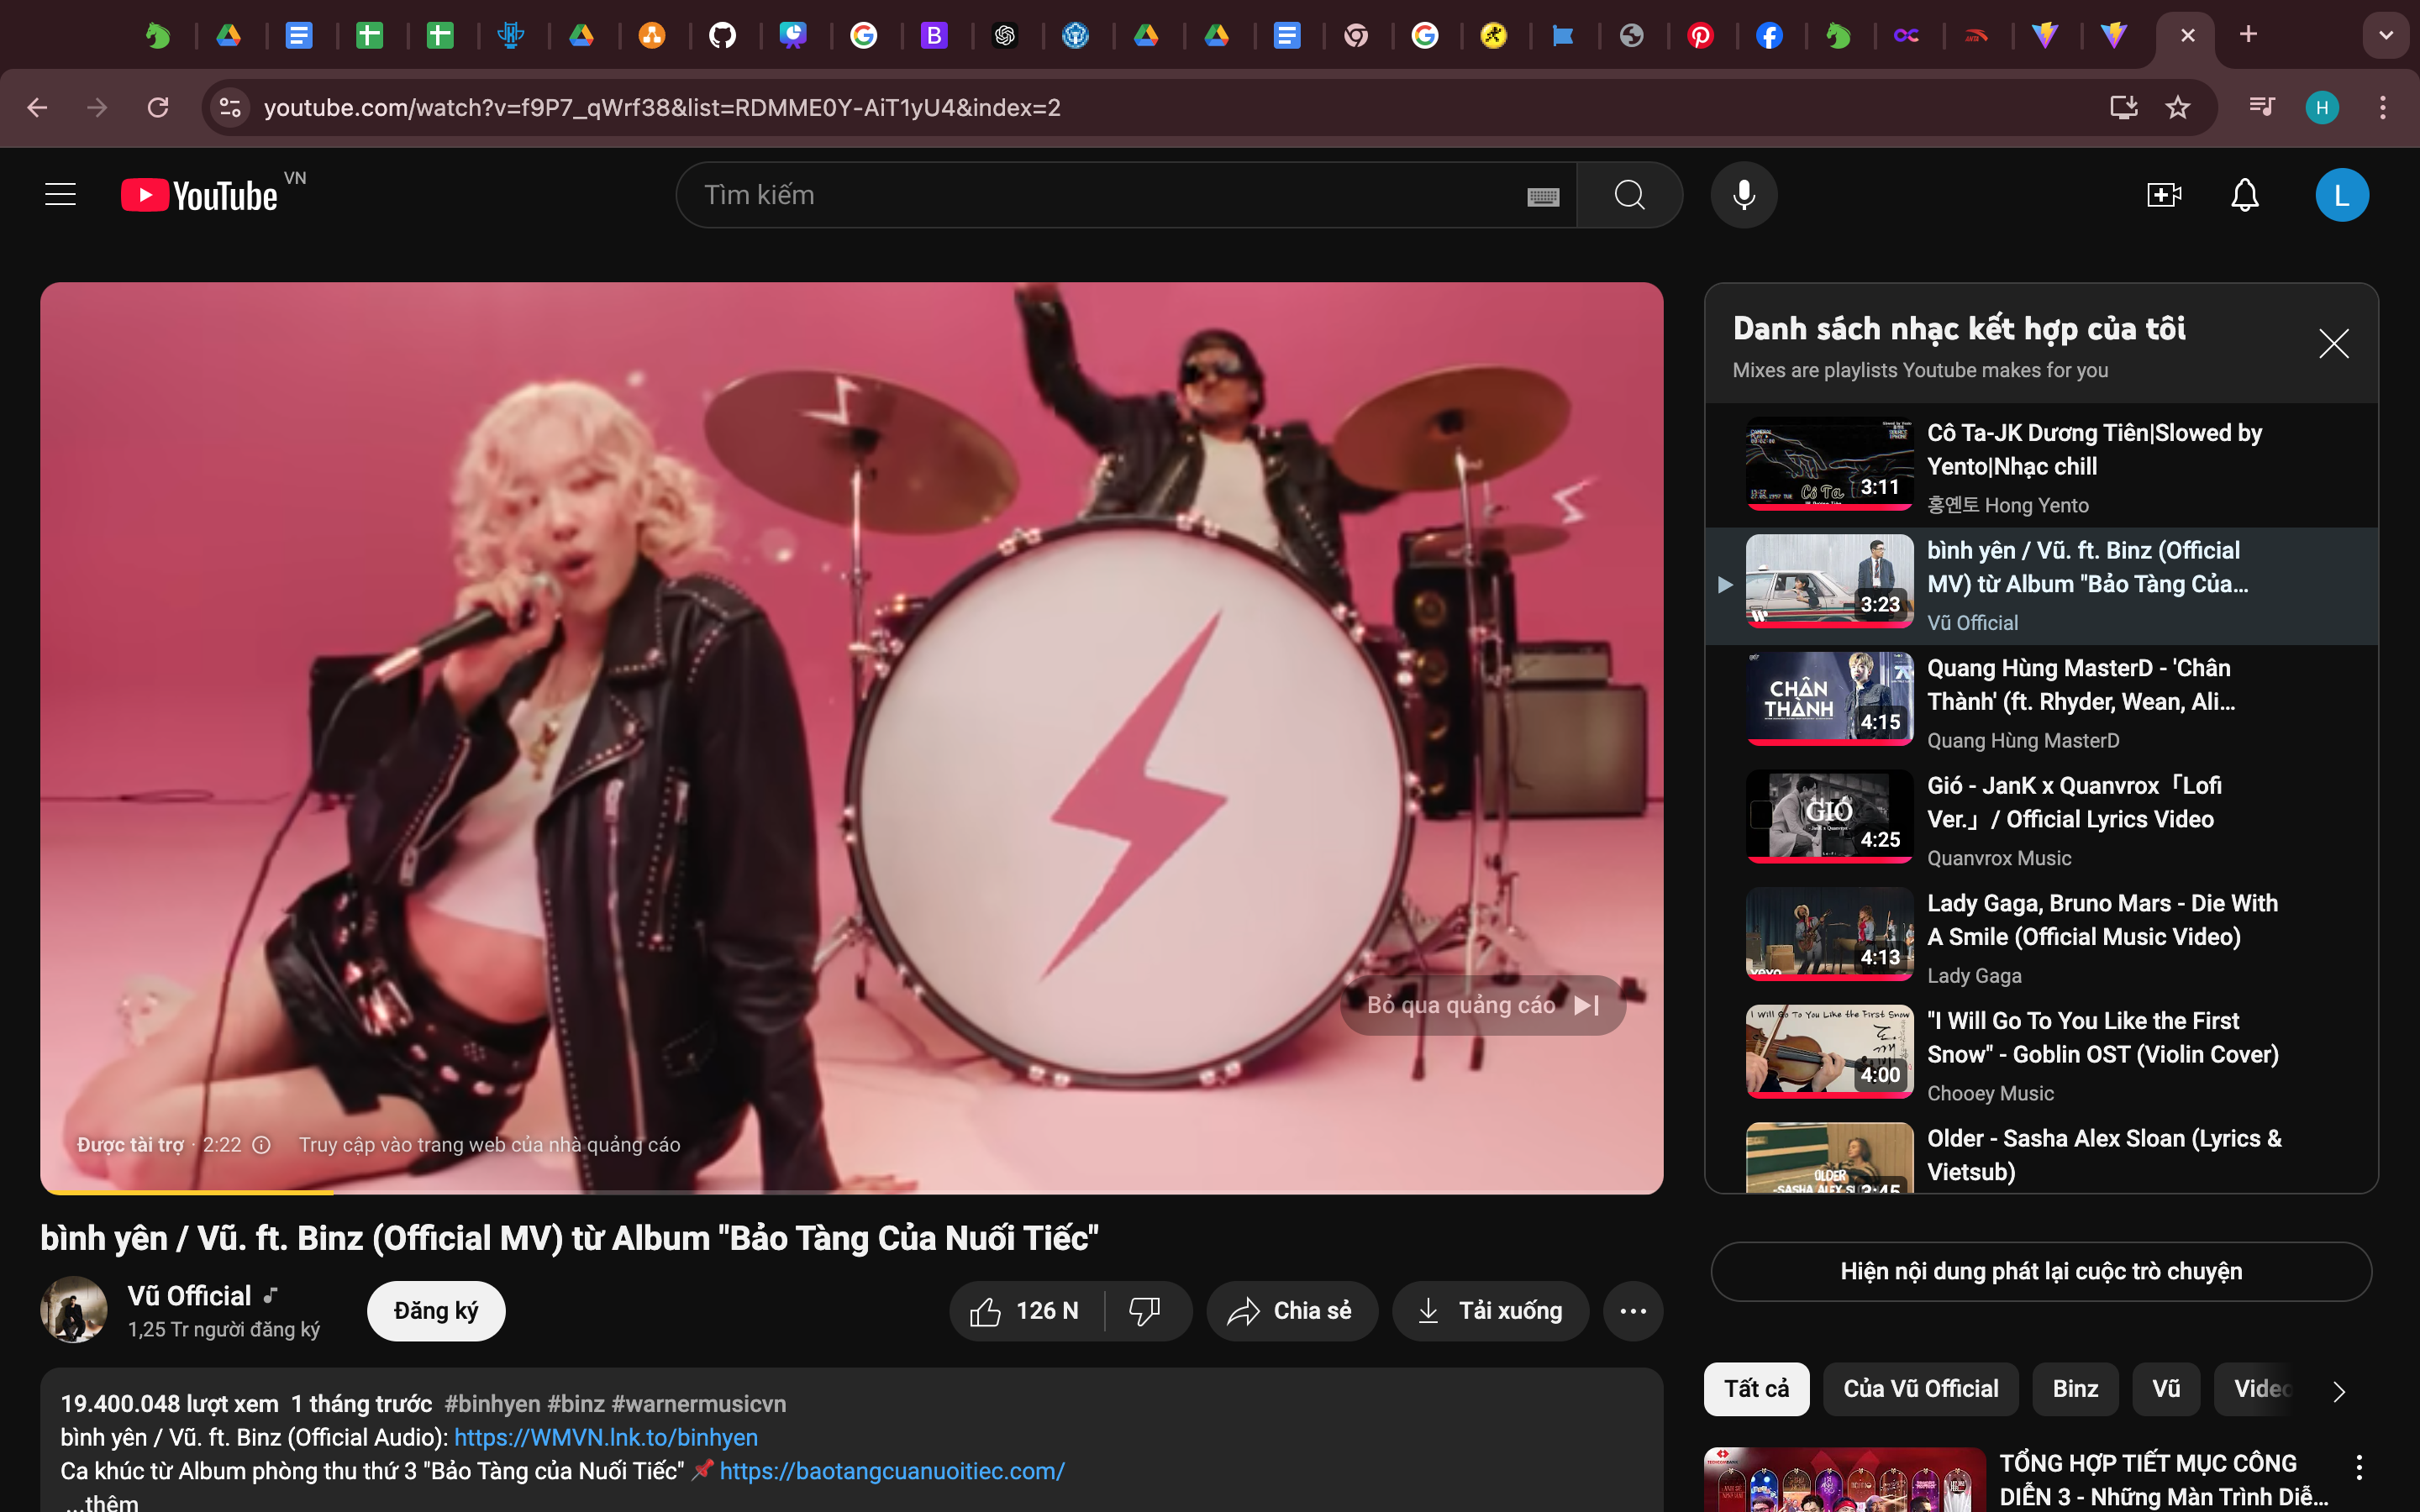 youtube.com/watch?v=f9P7_qWrf38&list=RDMME0Y-AiT1yU4&index=2
H
YouTube VN
Tìm kiếm
L
Được tài trợ · 2:22 Truy cập vào trang web của nhà quảng cáo
Bỏ qua quảng cáo
bình yên / Vũ. ft. Binz (Official MV) từ Album "Bảo Tàng Của Nuối Tiếc"
Vũ Official
1,25 Tr người đăng ký
Đăng ký
126 N
Chia sẻ
Tải xuống
19.400.048 lượt xem 1 tháng trước #binhyen #binz #warnermusicvn
bình yên / Vũ. ft. Binz (Official Audio): https://WMVN.lnk.to/binhyen
Ca khúc từ Album phòng thu thứ 3 "Bảo Tàng của Nuối Tiếc" 📌 https://baotangcuanuoitiec.com/
...thêm
Danh sách nhạc kết hợp của tôi
Mixes are playlists Youtube makes for you
Cô Ta
3:11
Cô Ta-JK Dương Tiên|Slowed by
Yento|Nhạc chill
홍옌토 Hong Yento
3:23
bình yên / Vũ. ft. Binz (Official
MV) từ Album "Bảo Tàng Của...
Vũ Official
CHÂN
THÀNH
4:15
Quang Hùng MasterD - 'Chân
Thành' (ft. Rhyder, Wean, Ali...
Quang Hùng MasterD
GIÓ
4:25
Gió - JanK x Quanvrox「Lofi
Ver.」/ Official Lyrics Video
Quanvrox Music
vevo
4:13
Lady Gaga, Bruno Mars - Die With
A Smile (Official Music Video)
Lady Gaga
I Will Go To You Like the First Snow
4:00
"I Will Go To You Like the First
Snow" - Goblin OST (Violin Cover)
Chooey Music
OLDER
3:45
Older - Sasha Alex Sloan (Lyrics &
Vietsub)
Hiện nội dung phát lại cuộc trò chuyện
Tất cả
Của Vũ Official
Binz
Vũ
Video
TỔNG HỢP TIẾT MỤC CÔNG
DIỄN 3 - Những Màn Trình Diễ...